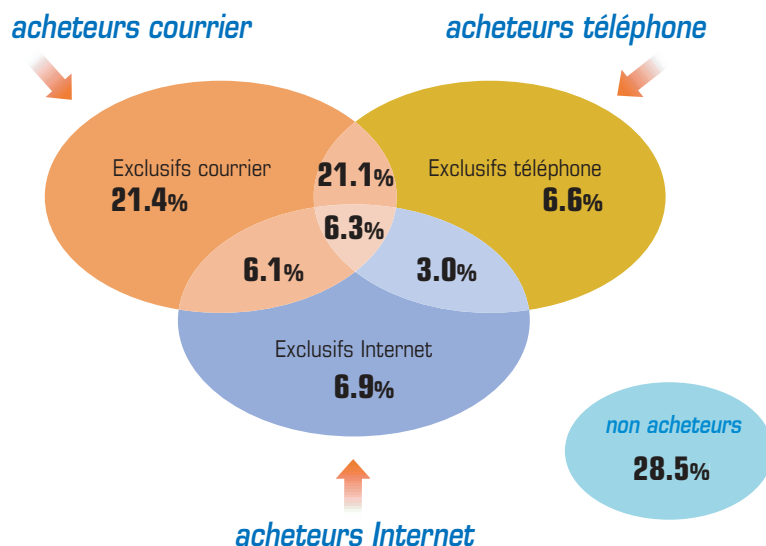 acheteurs courrier
acheteurs téléphone
Exclusifs courrier
21.4%
21.1%
Exclusifs téléphone
6.6%
6.3%
6.1%
3.0%
Exclusifs Internet
6.9%
non acheteurs
28.5%
acheteurs Internet